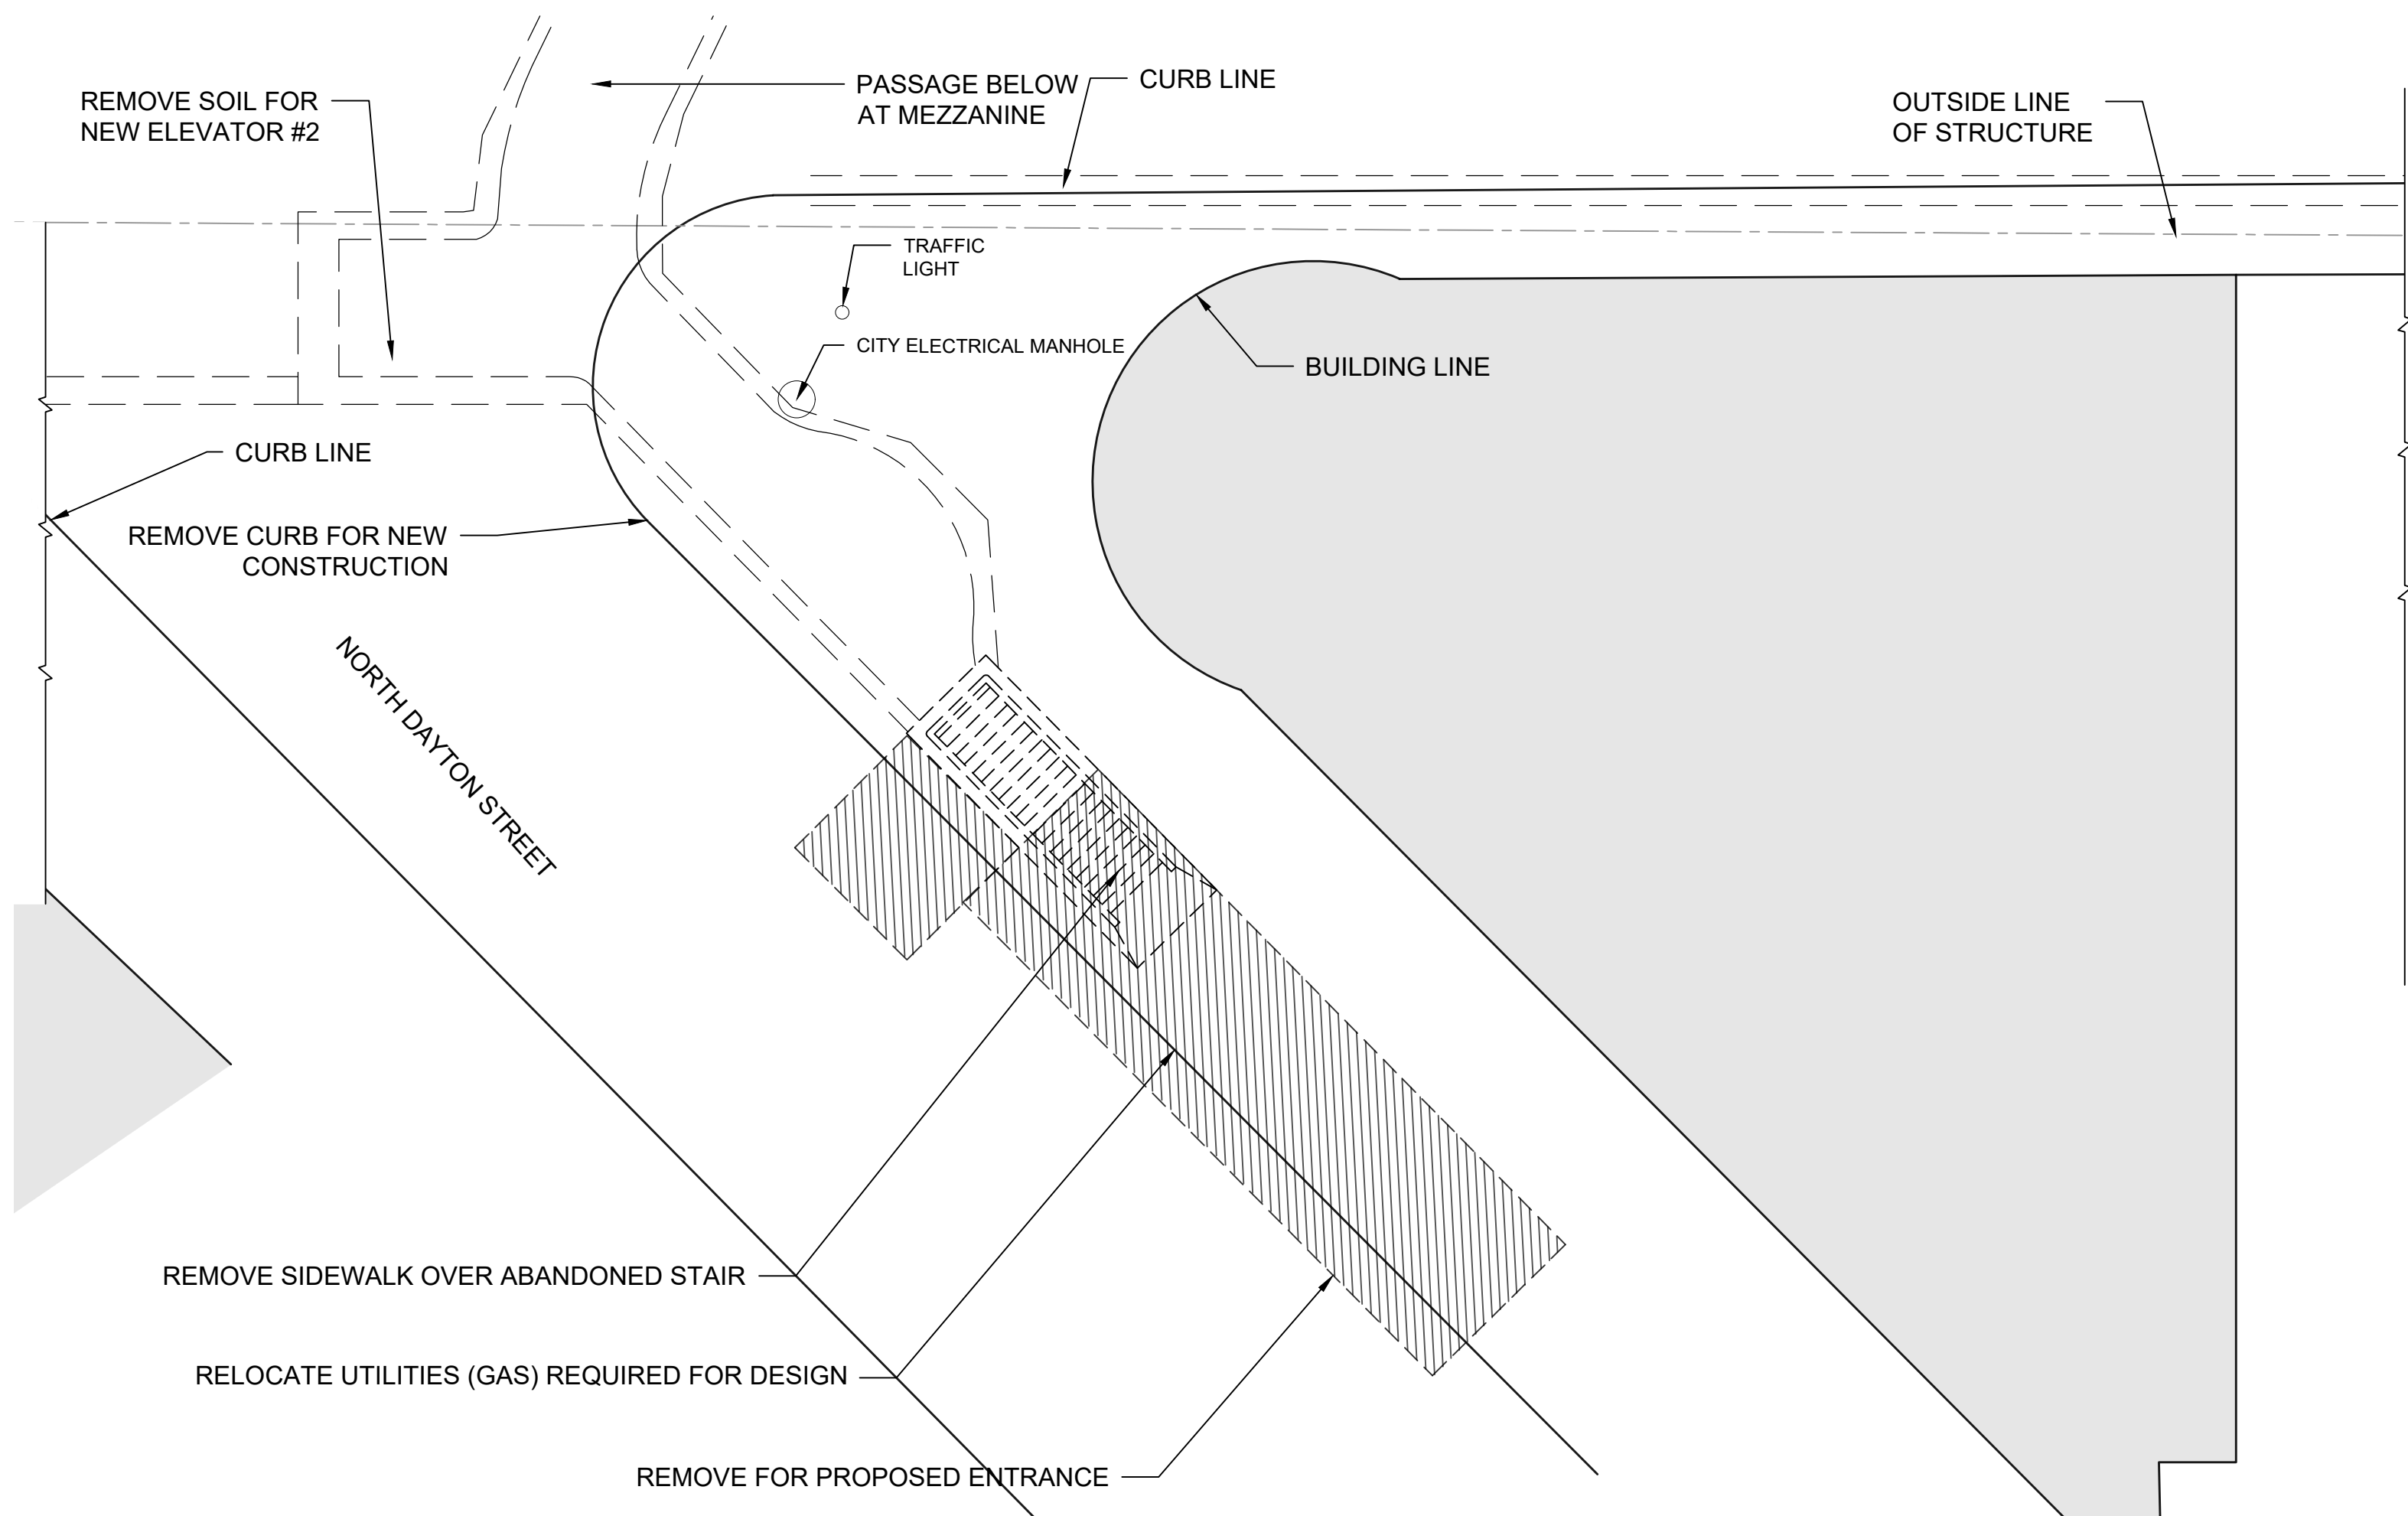 REMOVE SOIL FOR
NEW ELEVATOR #2
PASSAGE BELOW
AT MEZZANINE
CURB LINE
OUTSIDE LINE
OF STRUCTURE
TRAFFIC
LIGHT
CITY ELECTRICAL MANHOLE
BUILDING LINE
CURB LINE
REMOVE CURB FOR NEW
CONSTRUCTION
NORTH DAYTON STREET
REMOVE SIDEWALK OVER ABANDONED STAIR
RELOCATE UTILITIES (GAS) REQUIRED FOR DESIGN
REMOVE FOR PROPOSED ENTRANCE